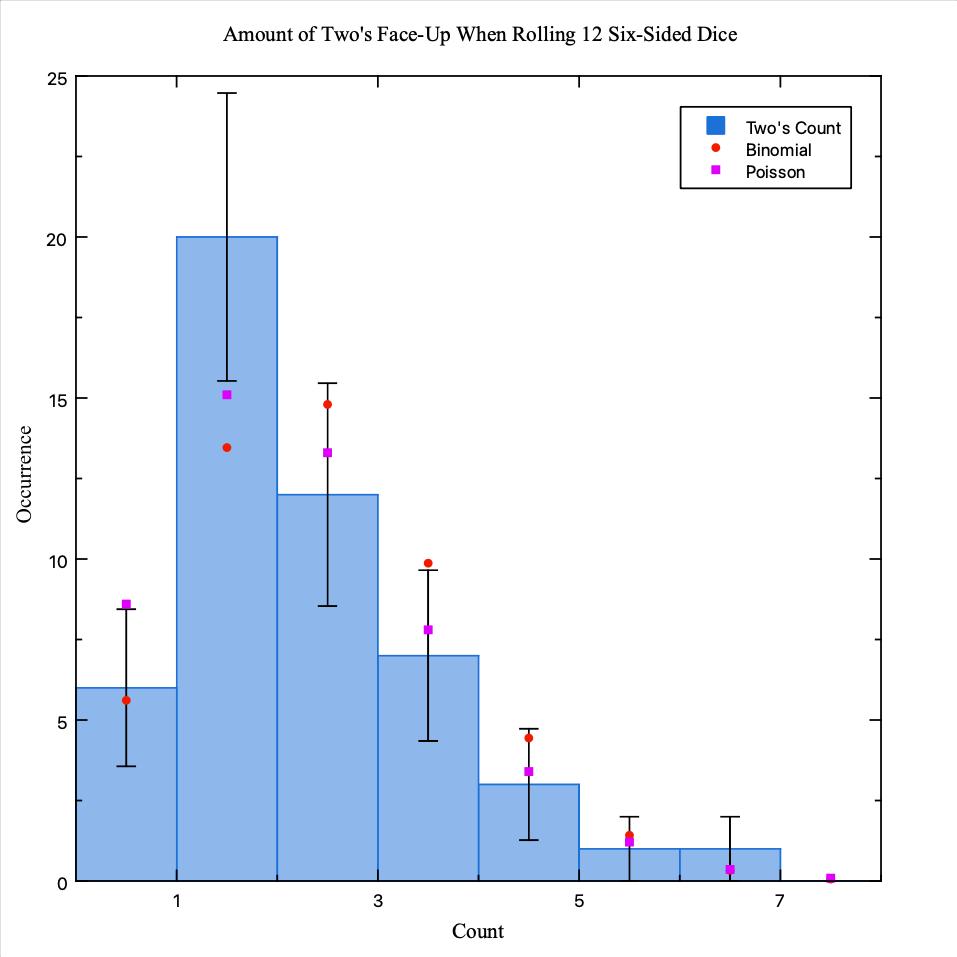 Amount of Two's Face-Up When Rolling 12 Six-Sided Dice
25
20
15
10
5
0
Occurrence
Two's Count
Binomial
Poisson
1 3 5 7
Count